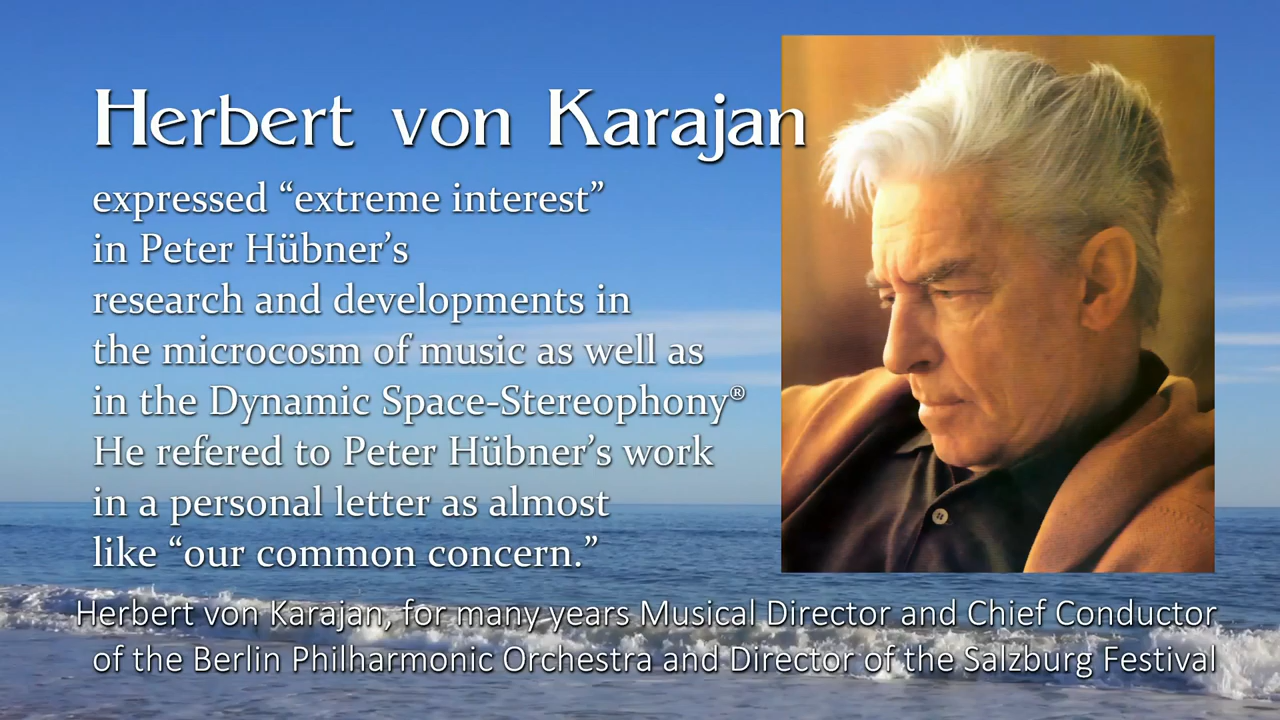 Herbert von Karajan
expressed “extreme interest”
in Peter Hübner’s
research and developments in
the microcosm of music as well as
in the Dynamic Space-Stereophony®
He refered to Peter Hübner’s work
in a personal letter as almost
like “our common concern.”
Herbert von Karajan, for many years Musical Director and Chief Conductor
of the Berlin Philharmonic Orchestra and Director of the Salzburg Festival